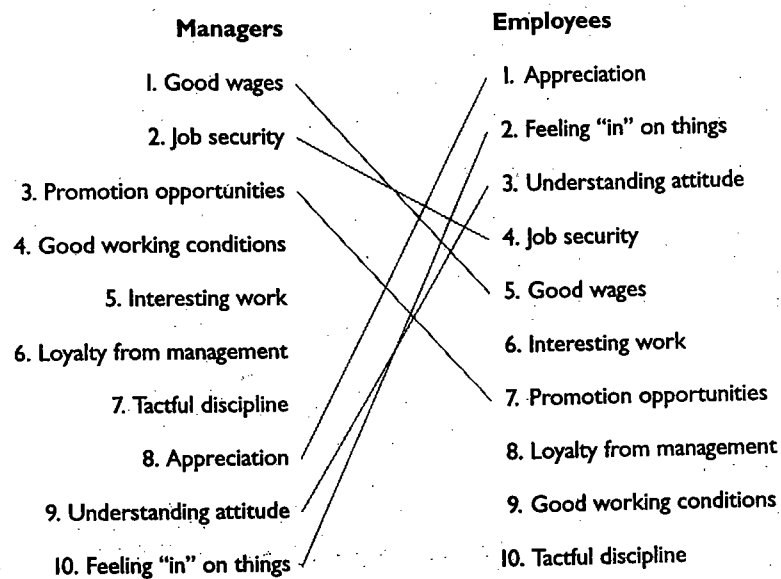 Managers
1. Good wages
2. Job security
3. Promotion opportunities
4. Good working conditions
5. Interesting work
6. Loyalty from management
7. Tactful discipline
8. Appreciation
9. Understanding attitude
10. Feeling “in” on things
Employees
1. Appreciation
2. Feeling “in” on things
3. Understanding attitude
4. Job security
5. Good wages
6. Interesting work
7. Promotion opportunities
8. Loyalty from management
9. Good working conditions
10. Tactful discipline